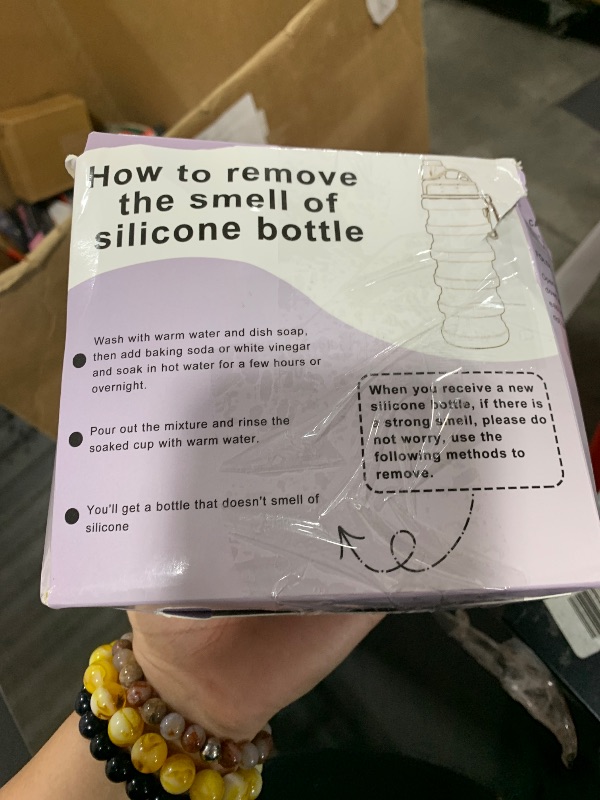 How to remove
the smell of
silicone bottle
Wash with warm water and dish soap,
then add baking soda or white vinegar
and soak in hot water for a few hours or
overnight.
Pour out the mixture and rinse the
soaked cup with warm water.
You'll get a bottle that doesn't smell of
silicone
When you receive a new
silicone bottle, if there is
a strong smell, please do
not worry, use the
following methods to
remove.